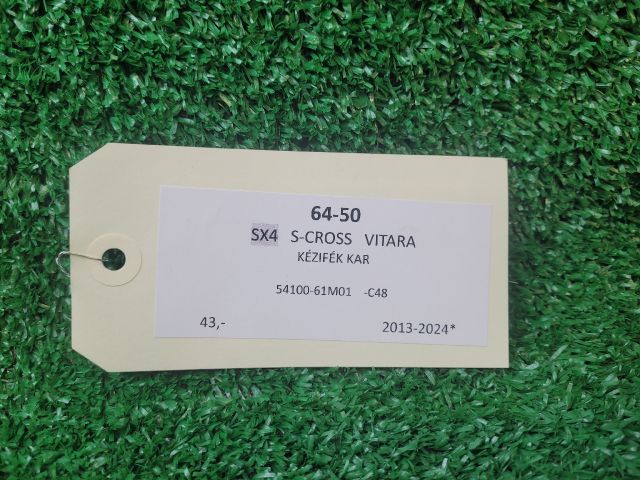 64-50
SX4 S-CROSS VITARA
KÉZIFÉK KAR
54100-61M01 -C48
43,- 2013-2024*